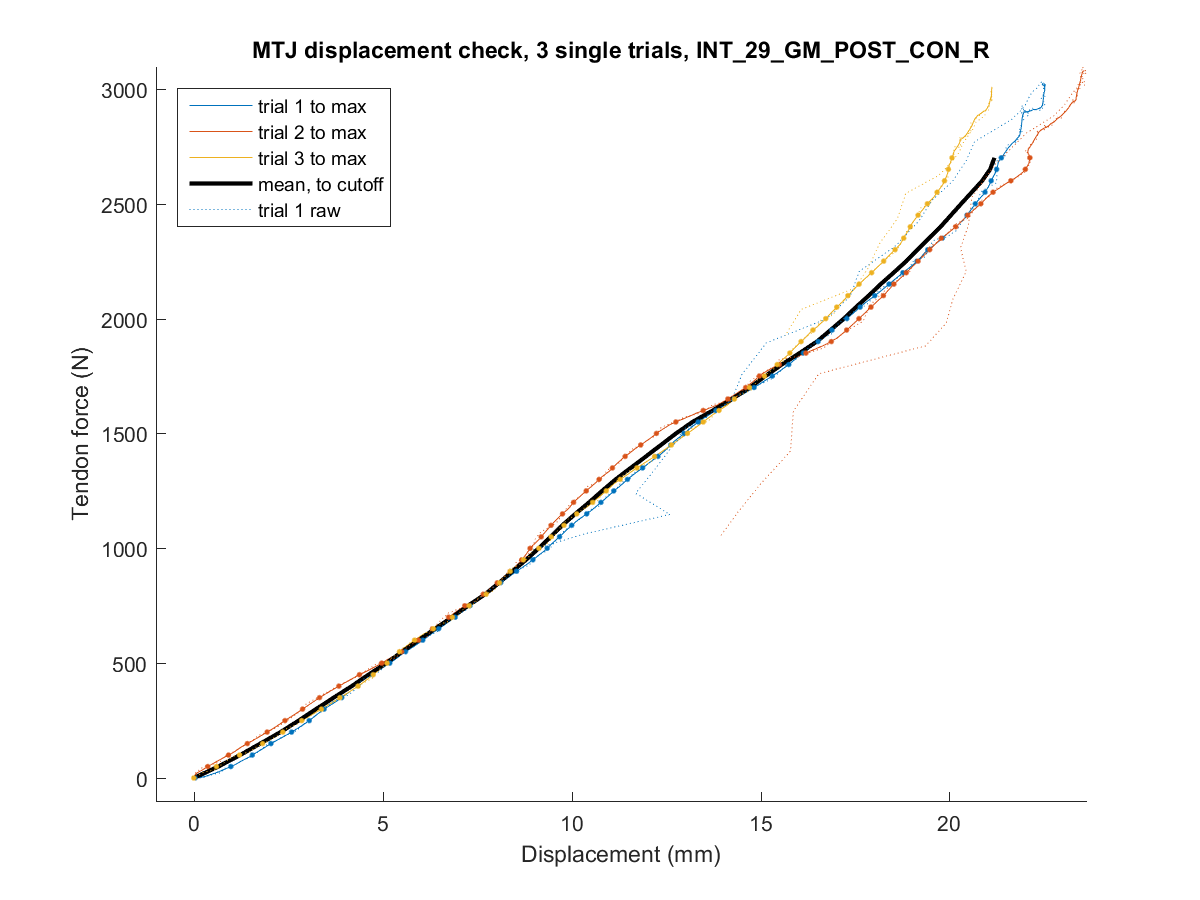 MTJ displacement check, 3 single trials, INT_29_GM_POST_CON_R
trial 1 to max
trial 2 to max
trial 3 to max
mean, to cutoff
trial 1 raw
3000
2500
2000
1500
1000
500
0
Tendon force (N)
0 5 10 15 20
Displacement (mm)